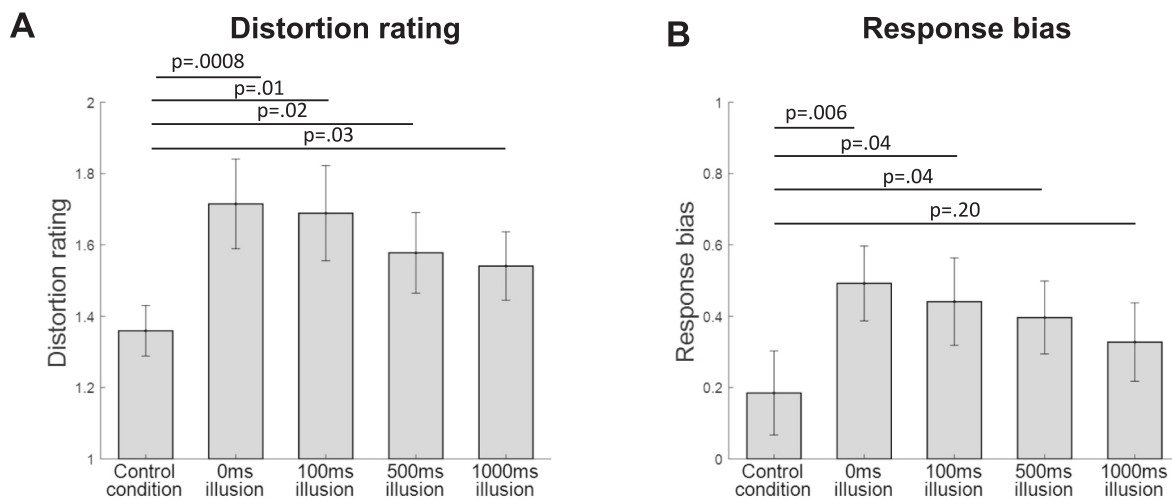 A
Distortion rating
p=.0008
p=.01
p=.02
p=.03
Distortion rating
2
1.8
1.6
1.4
1.2
1
Control
condition
0ms
illusion
100ms
illusion
500ms
illusion
1000ms
illusion
B
Response bias
p=.006
p=.04
p=.04
p=.20
Response bias
1
0.8
0.6
0.4
0.2
0
Control
condition
0ms
illusion
100ms
illusion
500ms
illusion
1000ms
illusion